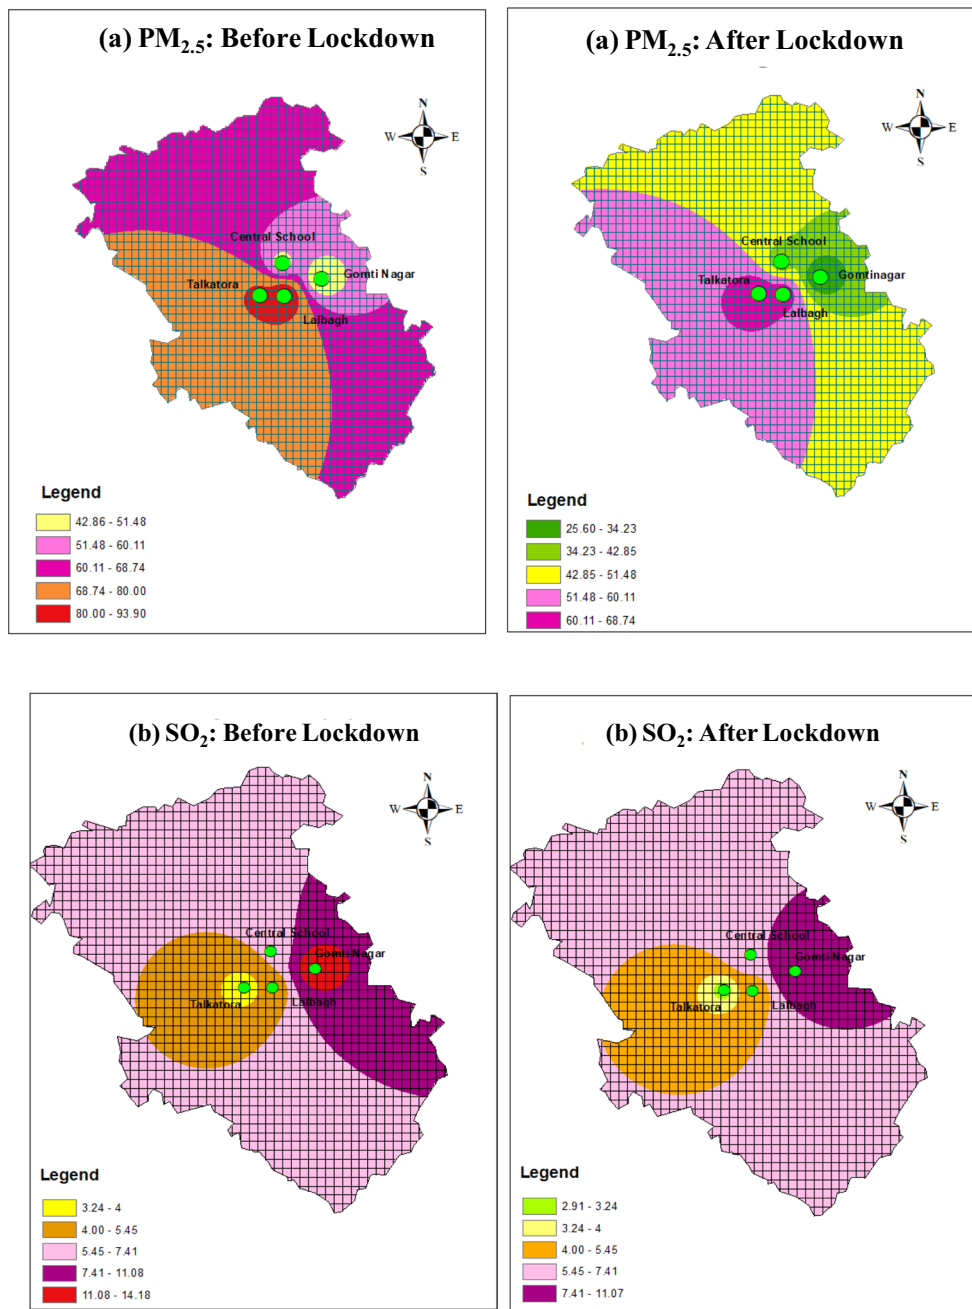 (a) PM2.5: Before Lockdown
N
W E
S
Central School
Gomti Nagar
Talkatora
Lalbagh
Legend
42.86 - 51.48
51.48 - 60.11
60.11 - 68.74
68.74 - 80.00
80.00 - 93.90
(a) PM2.5: After Lockdown
N
W E
S
Central School
Gomtinagar
Talkatora
Lalbagh
Legend
25.60 - 34.23
34.23 - 42.85
42.85 - 51.48
51.48 - 60.11
60.11 - 68.74
(b) SO2: Before Lockdown
N
W E
S
Central School
Gomti Nagar
Talkatora
Lalbagh
Legend
3.24 - 4
4.00 - 5.45
5.45 - 7.41
7.41 - 11.08
11.08 - 14.18
(b) SO2: After Lockdown
N
W E
S
Central School
Gomti Nagar
Talkatora
Lalbagh
Legend
2.91 - 3.24
3.24 - 4
4.00 - 5.45
5.45 - 7.41
7.41 - 11.07